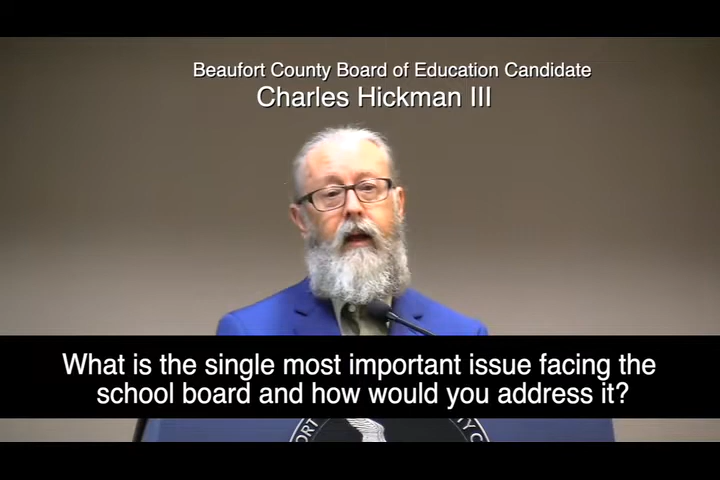 Beaufort County Board of Education Candidate
Charles Hickman III
What is the single most important issue facing the
school board and how would you address it?